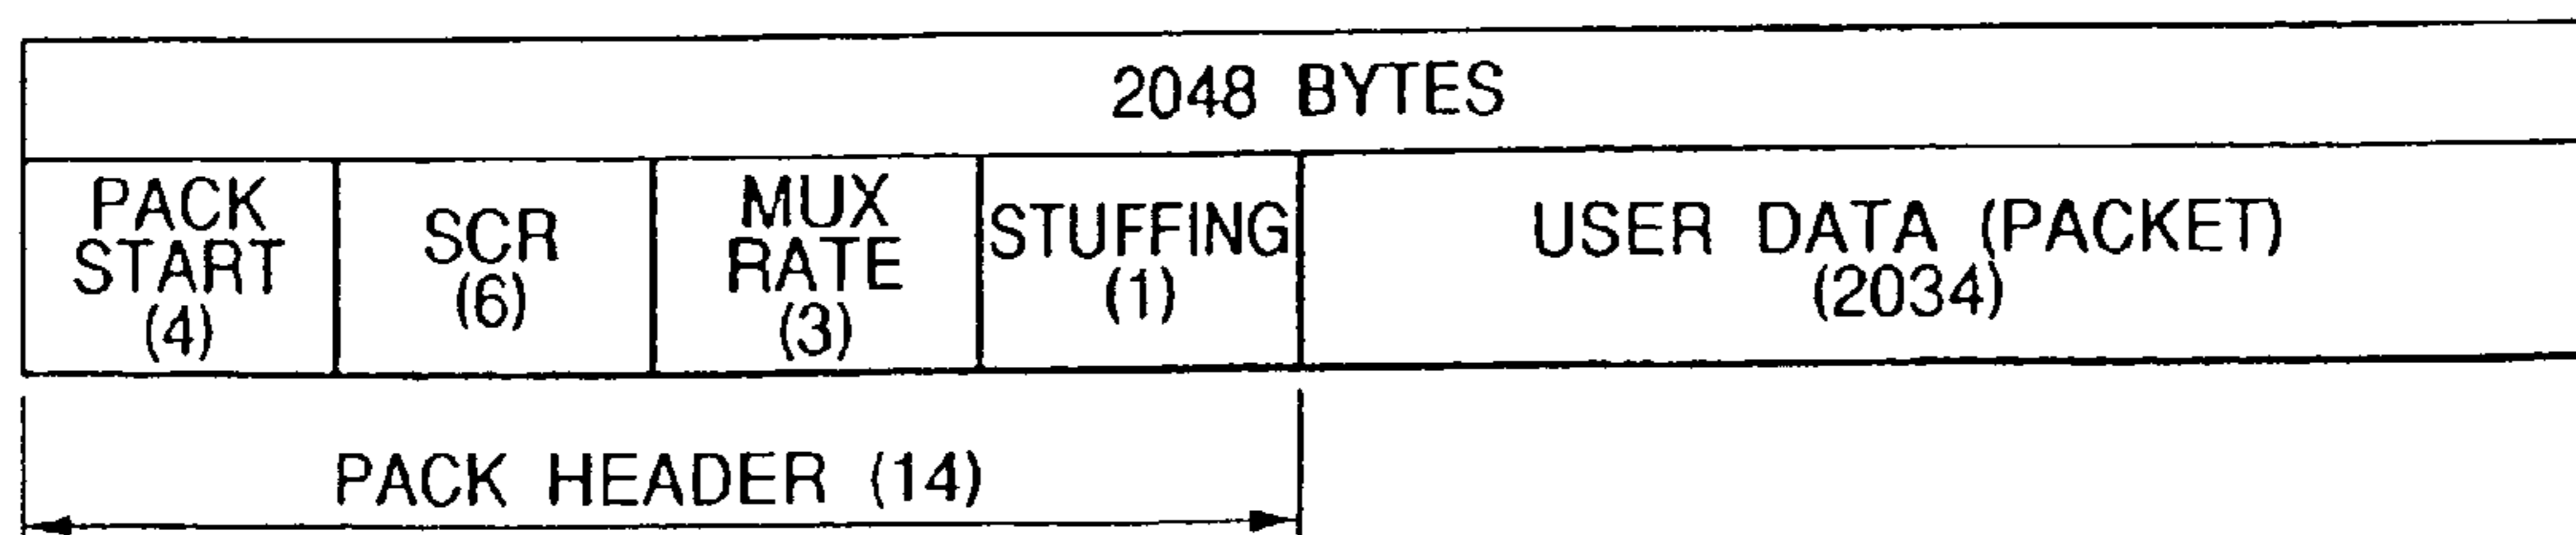 2048 BYTES
PACK
START
(4)
SCR
(6)
MUX
RATE
(3)
STUFFING
(1)
USER DATA (PACKET)
(2034)
PACK HEADER (14)